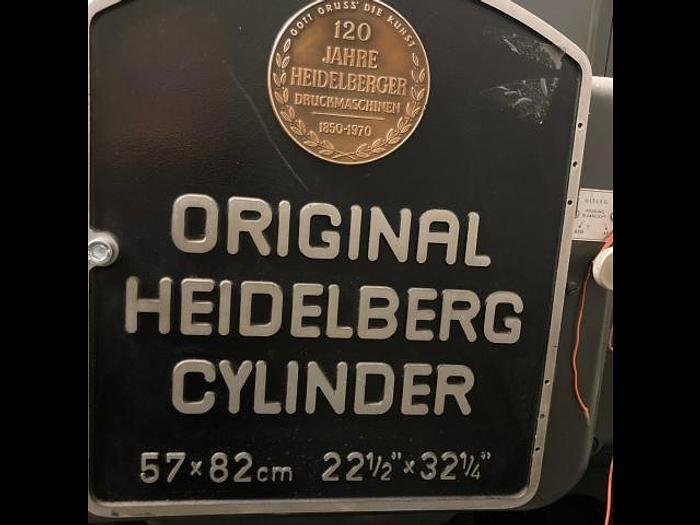 GOTT GRUSS' DIE KUNST
120
JAHRE
HEIDELBERGER
DRUCKMASCHINEN
1850-1970
ORIGINAL
HEIDELBERG
CYLINDER
57×82cm 22½"×32¼"